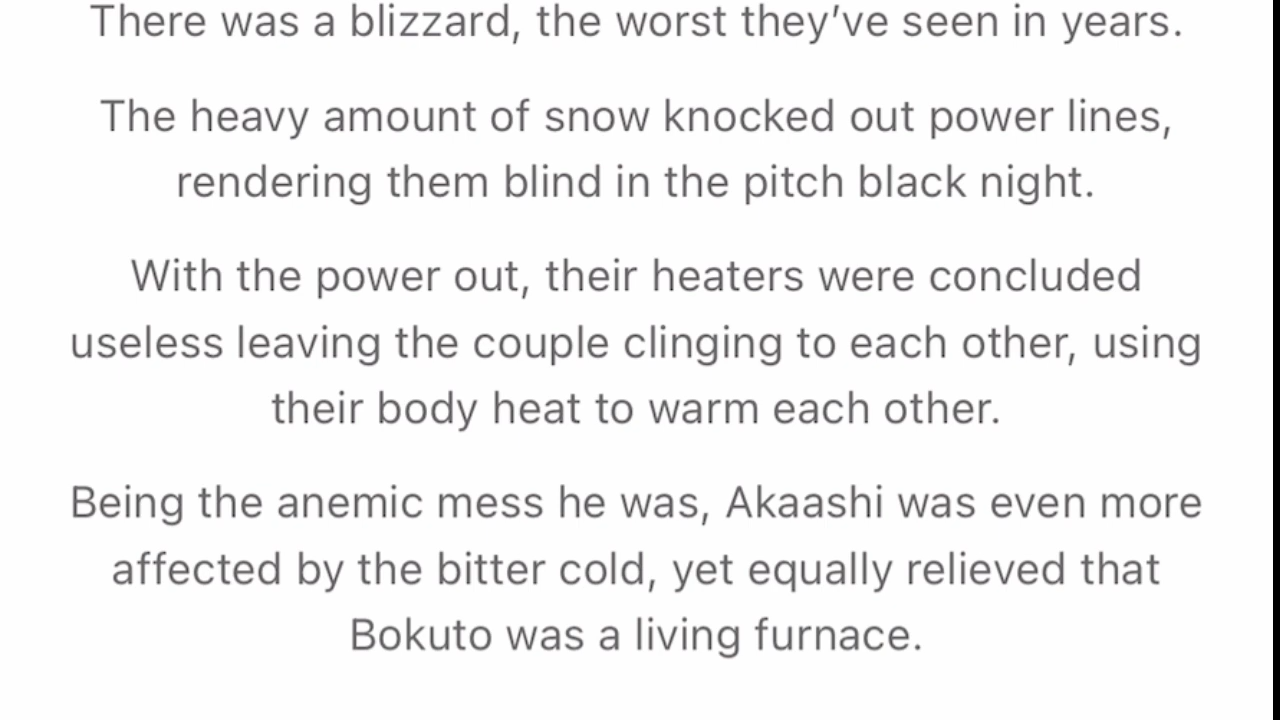 There was a blizzard, the worst they’ve seen in years.
The heavy amount of snow knocked out power lines,
rendering them blind in the pitch black night.
With the power out, their heaters were concluded
useless leaving the couple clinging to each other, using
their body heat to warm each other.
Being the anemic mess he was, Akaashi was even more
affected by the bitter cold, yet equally relieved that
Bokuto was a living furnace.